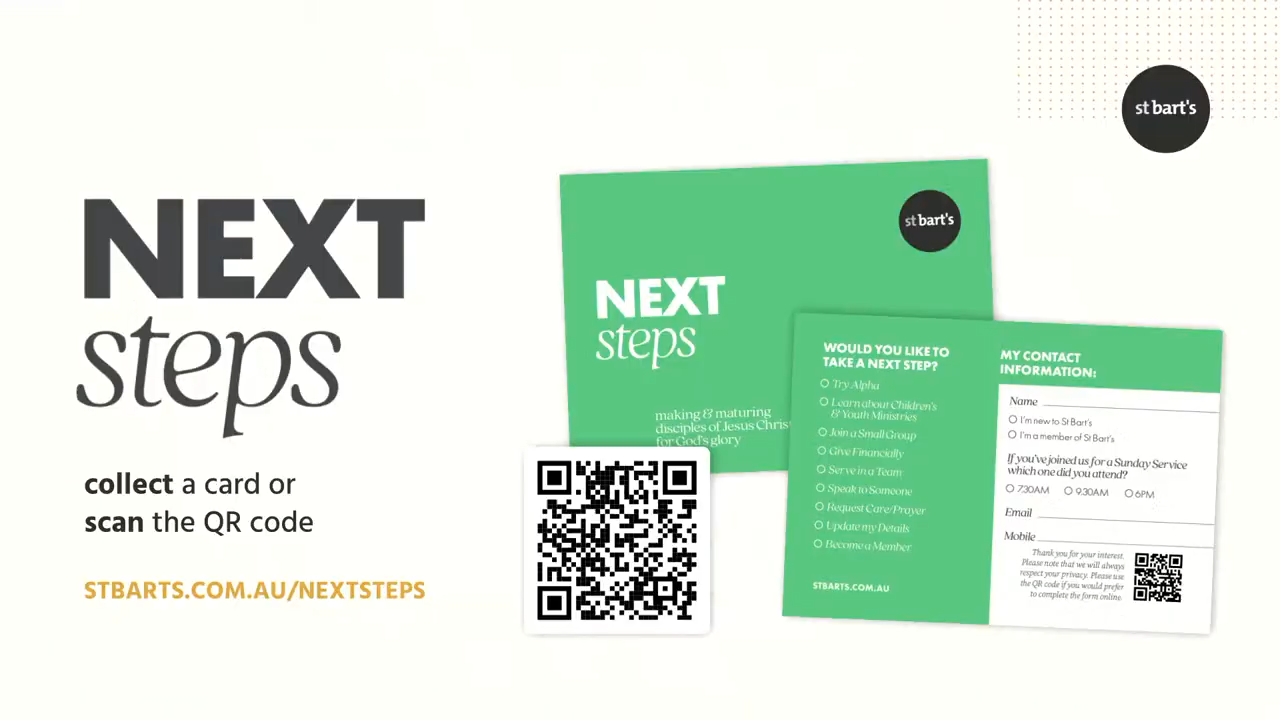 st bart's
NEXT
steps
collect a card or
scan the QR code
STBARTS.COM.AU/NEXTSTEPS
st bart's
NEXT
steps
making & maturing
disciples of Jesus Chris
for God's glory
WOULD YOU LIKE TO
TAKE A NEXT STEP?
Try Alpha
Learn about Children's
& Youth Ministries
Join a Small Group
Give Financially
Serve in a Team
Speak to Someone
Request Care/Prayer
Update my Details
Become a Member
STBARTS.COM.AU
MY CONTACT
INFORMATION:
Name
I'm new to St Bart's
I'm a member of St Bart's
If you've joined us for a Sunday Service
which one did you attend?
7.30AM 9.30AM 6PM
Email
Mobile
Thank you for your interest.
Please note that we will always
respect your privacy. Please use
the QR code if you would prefer
to complete the form online.